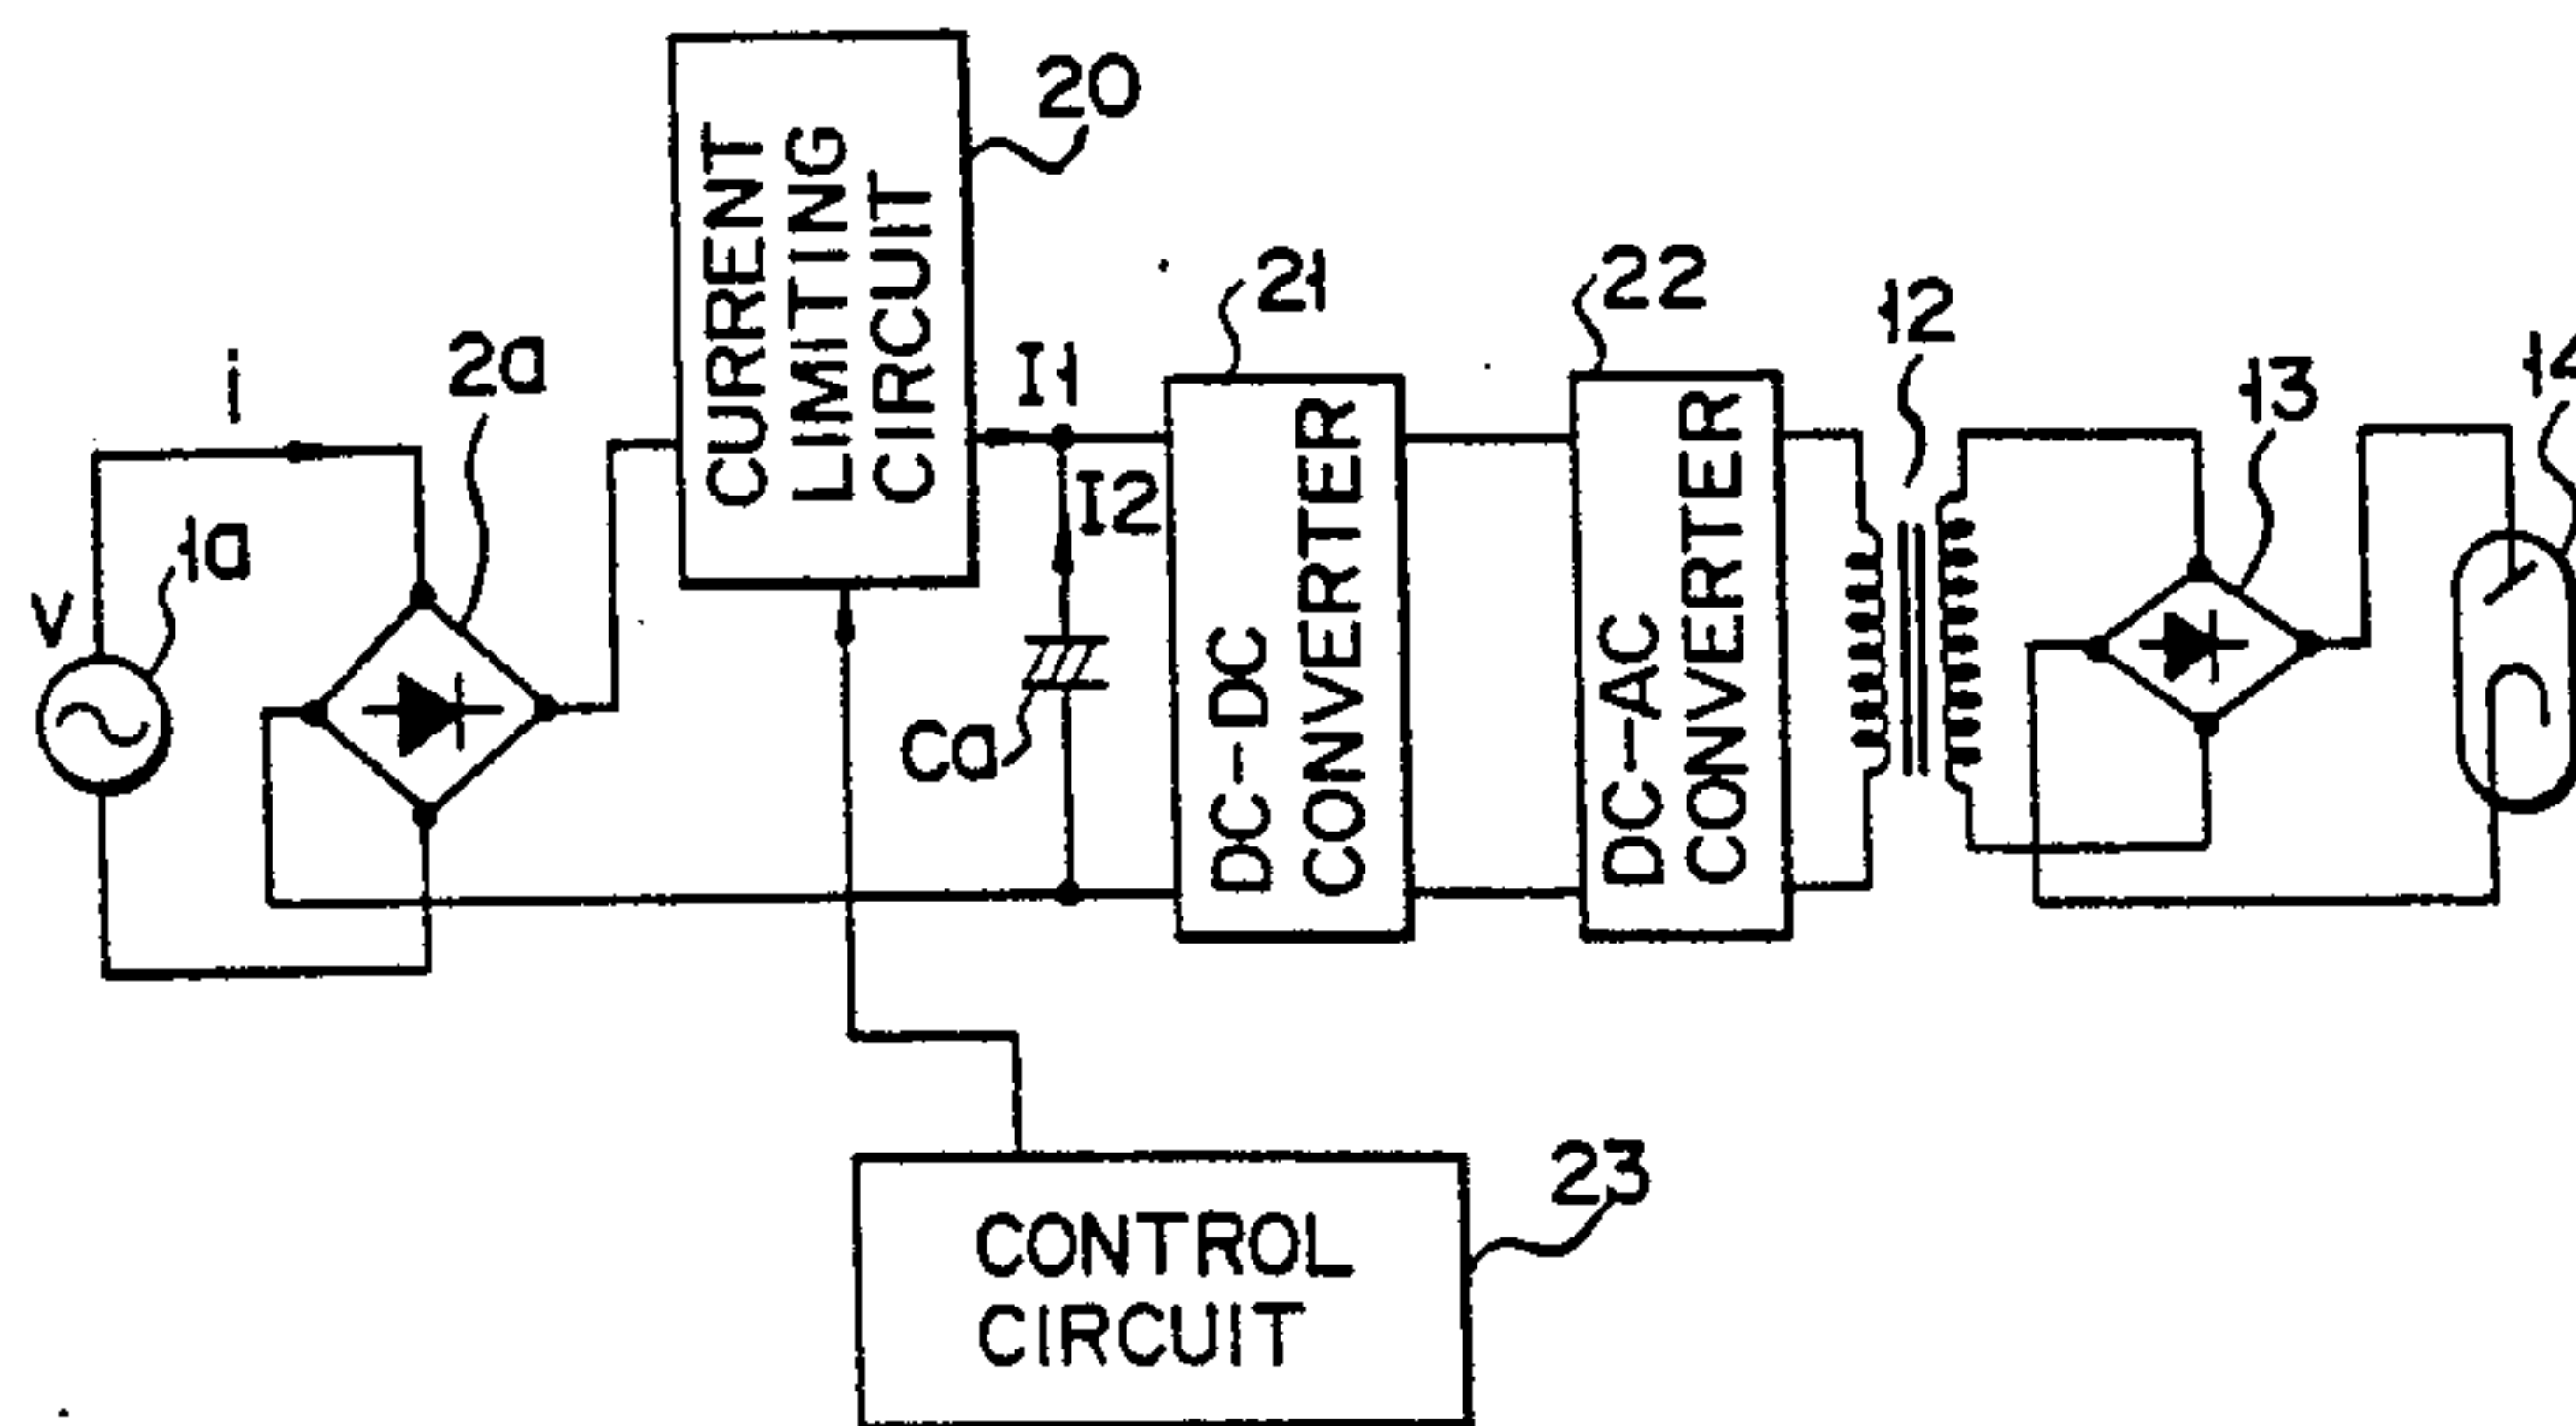 20
CURRENT
LIMITING
CIRCUIT
21
22
12
I1
2a
i
13
14
I2
1a
V
Ca
DC-DC
CONVERTER
DC-AC
CONVERTER
23
CONTROL
CIRCUIT